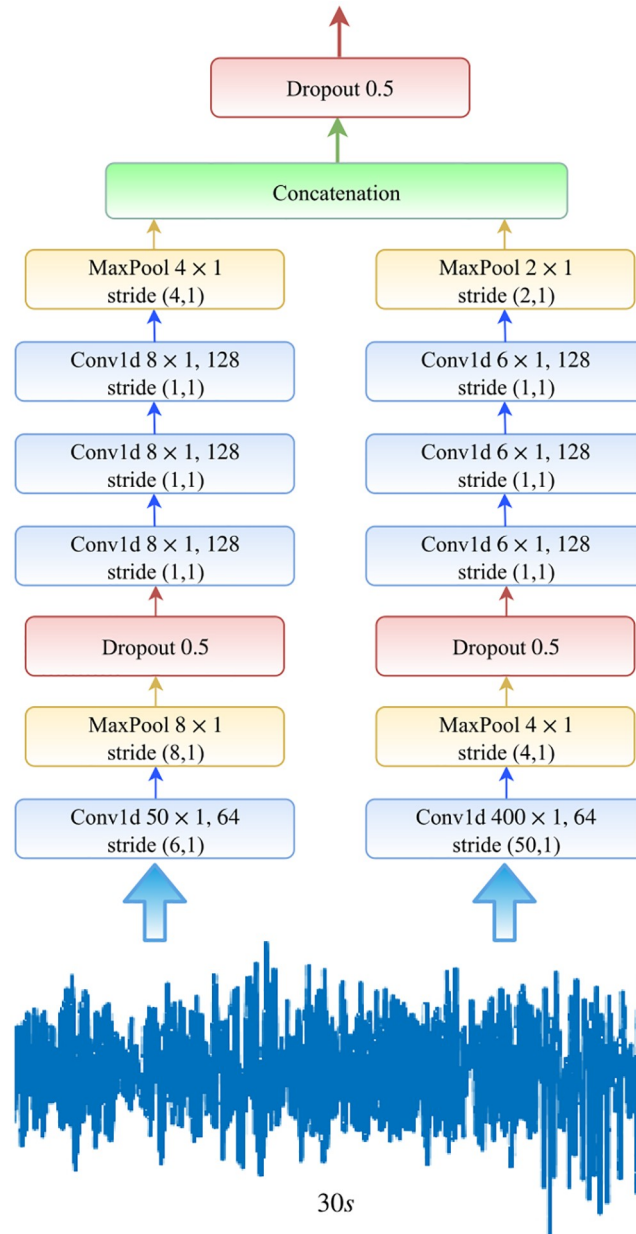 Dropout 0.5
Concatenation
MaxPool 4 × 1
stride (4,1)
MaxPool 2 × 1
stride (2,1)
Conv1d 8 × 1, 128
stride (1,1)
Conv1d 6 × 1, 128
stride (1,1)
Conv1d 8 × 1, 128
stride (1,1)
Conv1d 6 × 1, 128
stride (1,1)
Conv1d 8 × 1, 128
stride (1,1)
Conv1d 6 × 1, 128
stride (1,1)
Dropout 0.5
Dropout 0.5
MaxPool 8 × 1
stride (8,1)
MaxPool 4 × 1
stride (4,1)
Conv1d 50 × 1, 64
stride (6,1)
Conv1d 400 × 1, 64
stride (50,1)
30s